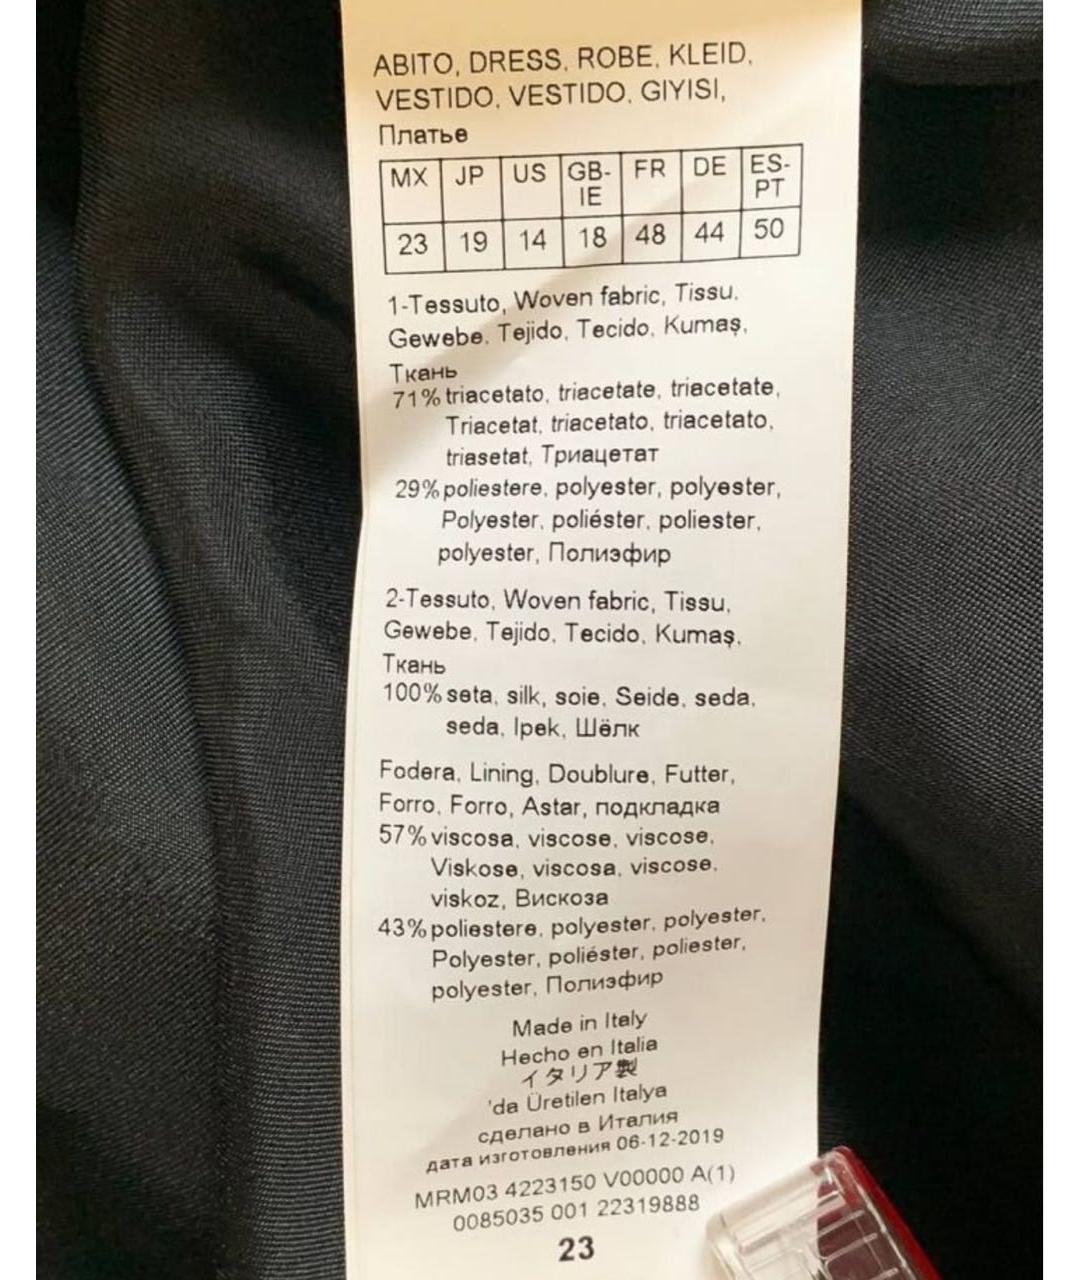 ABITO, DRESS, ROBE, KLEID,
VESTIDO, VESTIDO, GIYISI,
Платье
MX JP US GB-IE FR DE ES-PT
23 19 14 18 48 44 50
1-Tessuto, Woven fabric, Tissu,
Gewebe, Tejido, Tecido, Kumaş,
Ткань
71% triacetato, triacetate, triacetate,
Triacetat, triacetato, triacetato,
triasetat, Триацетат
29% poliestere, polyester, polyester,
Polyester, poliéster, poliester,
polyester, Полиэфир
2-Tessuto, Woven fabric, Tissu,
Gewebe, Tejido, Tecido, Kumaş,
Ткань
100% seta, silk, soie, Seide, seda,
seda, Ipek, Шёлк
Fodera, Lining, Doublure, Futter,
Forro, Forro, Astar, подкладка
57% viscosa, viscose, viscose,
Viskose, viscosa, viscose,
viskoz, Вискоза
43% poliestere, polyester, polyester,
Polyester, poliéster, poliester,
polyester, Полиэфир
Made in Italy
Hecho en Italia
イタリア製
'da Üretilen Italya
сделано в Италия
дата изготовления 06-12-2019
MRM03 4223150 V00000 A(1)
0085035 001 22319888
23